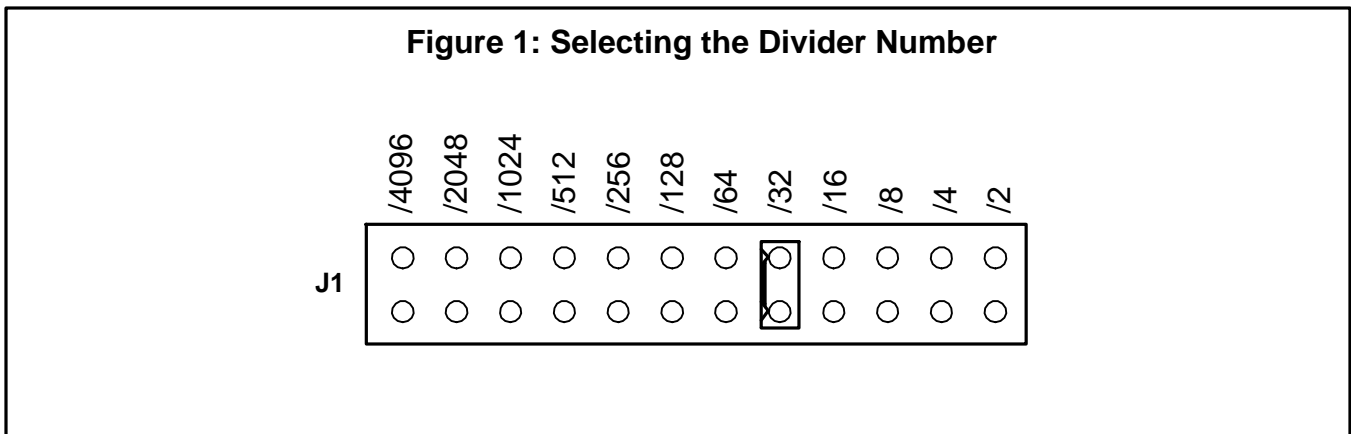 Figure 1: Selecting the Divider Number
/4096 /2048 /1024 /512 /256 /128 /64 /32 /16 /8 /4 /2
J1